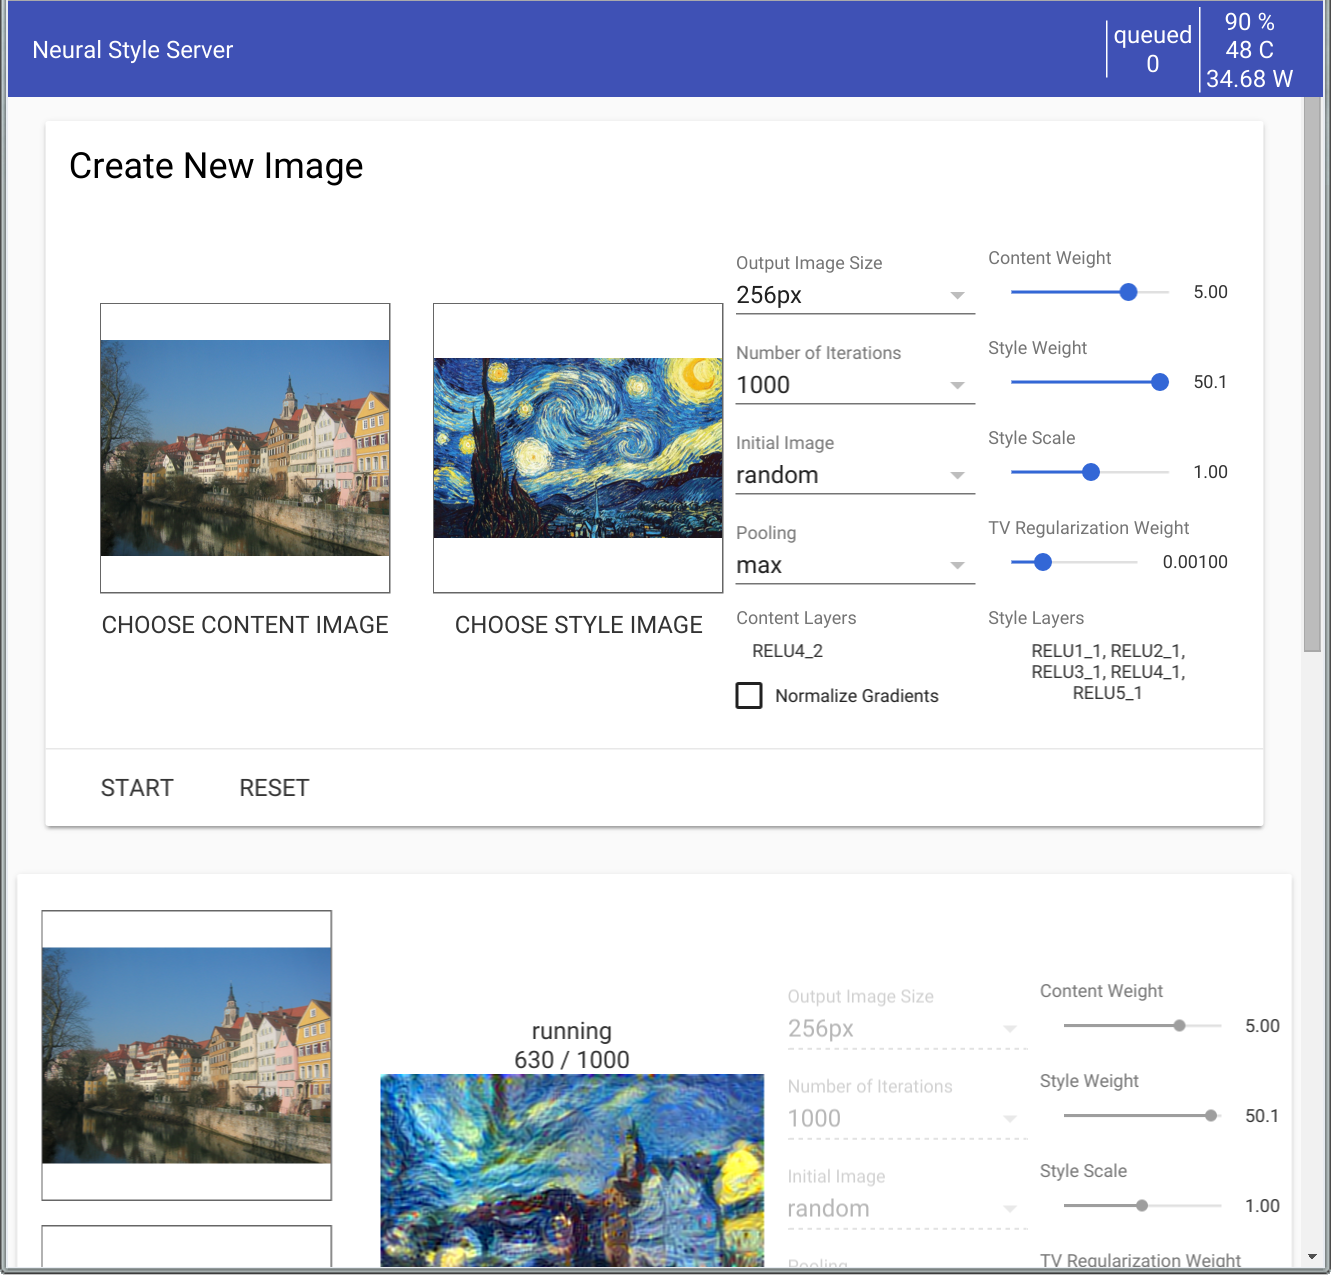 Neural Style Server
queued
0
90 %
48 C
34.68 W
Create New Image
CHOOSE CONTENT IMAGE
CHOOSE STYLE IMAGE
Output Image Size
256px
Number of Iterations
1000
Initial Image
random
Pooling
max
Content Layers
RELU4_2
Normalize Gradients
Content Weight
5.00
Style Weight
50.1
Style Scale
1.00
TV Regularization Weight
0.00100
Style Layers
RELU1_1, RELU2_1,
RELU3_1, RELU4_1,
RELU5_1
START
RESET
running
630 / 1000
Output Image Size
256px
Number of Iterations
1000
Initial Image
random
Pooling
Content Weight
5.00
Style Weight
50.1
Style Scale
1.00
TV Regularization Weight